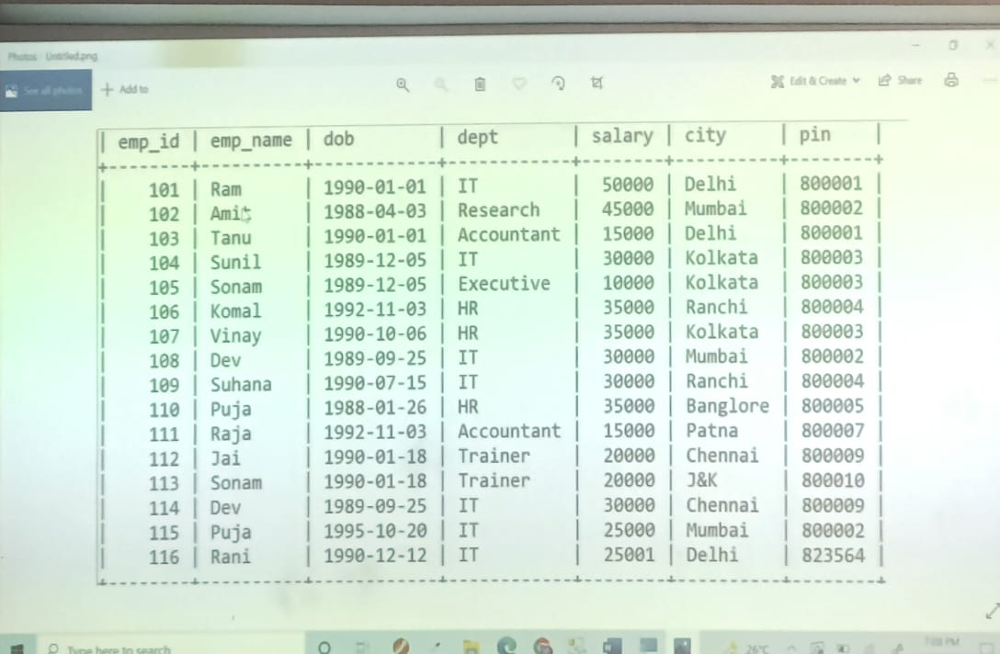 Photos - Untitled.png
See all photos
+ Add to
Edit & Create
Share
| emp_id | emp_name | dob | dept | salary | city | pin |
| 101 | Ram | 1990-01-01 | IT | 50000 | Delhi | 800001 |
| 102 | Amit | 1988-04-03 | Research | 45000 | Mumbai | 800002 |
| 103 | Tanu | 1990-01-01 | Accountant | 15000 | Delhi | 800001 |
| 104 | Sunil | 1989-12-05 | IT | 30000 | Kolkata | 800003 |
| 105 | Sonam | 1989-12-05 | Executive | 10000 | Kolkata | 800003 |
| 106 | Komal | 1992-11-03 | HR | 35000 | Ranchi | 800004 |
| 107 | Vinay | 1990-10-06 | HR | 35000 | Kolkata | 800003 |
| 108 | Dev | 1989-09-25 | IT | 30000 | Mumbai | 800002 |
| 109 | Suhana | 1990-07-15 | IT | 30000 | Ranchi | 800004 |
| 110 | Puja | 1988-01-26 | HR | 35000 | Banglore | 800005 |
| 111 | Raja | 1992-11-03 | Accountant | 15000 | Patna | 800007 |
| 112 | Jai | 1990-01-18 | Trainer | 20000 | Chennai | 800009 |
| 113 | Sonam | 1990-01-18 | Trainer | 20000 | J&K | 800010 |
| 114 | Dev | 1989-09-25 | IT | 30000 | Chennai | 800009 |
| 115 | Puja | 1995-10-20 | IT | 25000 | Mumbai | 800002 |
| 116 | Rani | 1990-12-12 | IT | 25001 | Delhi | 823564 |
Type here to search
26°C